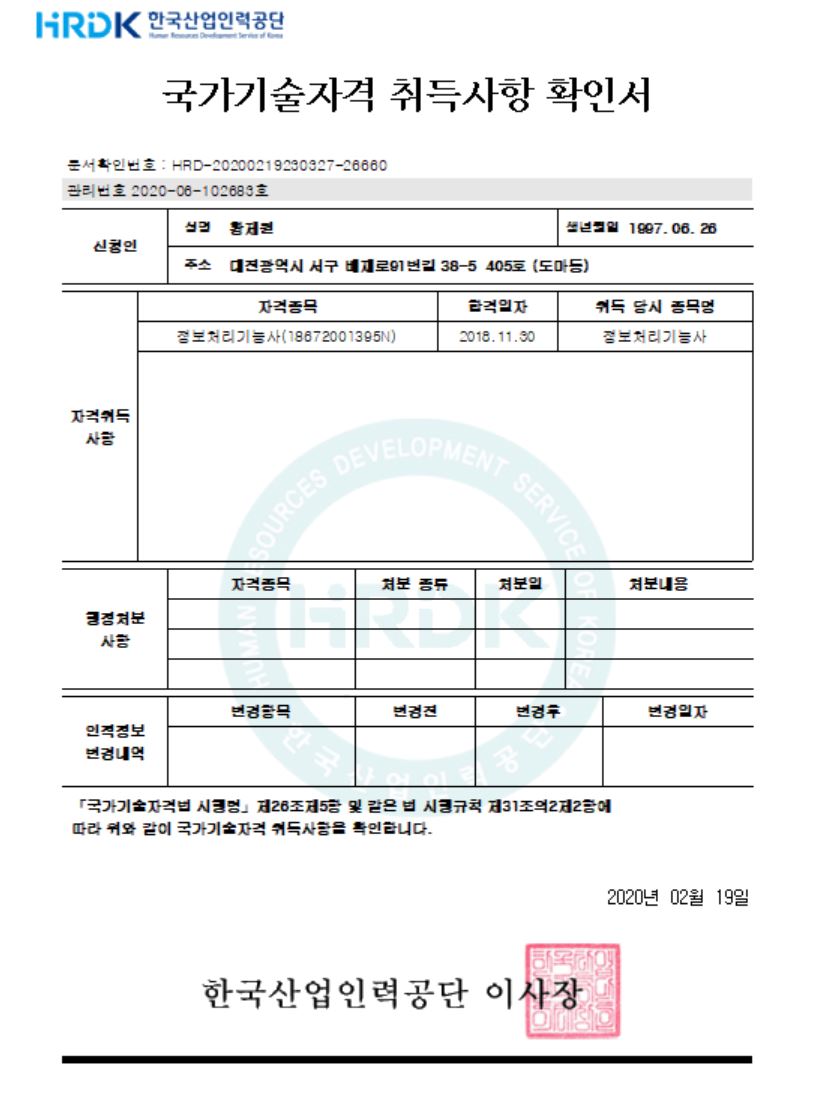 HRDK 한국산업인력공단
Human Resources Development Service of Korea
국가기술자격 취득사항 확인서
문서확인번호 : HRD-20200219230327-26660
관리번호 2020-06-102683호
신청인
성명 생년월일 1997.06.26
주소 대전광역시 서구 배재로91번길 38-5 405호 (도마동)
자격종목 합격일자 취득 당시 종목명
정보처리기능사(18672001395N) 2018.11.30 정보처리기능사
자격취득
사항
자격종목 처분 종류 처분일 처분내용
행정처분
사항
변경항목 변경전 변경후 변경일자
인적정보
변경내역
「국가기술자격법 시행령」 제26조제5항 및 같은 법 시행규칙 제31조의2제2항에
따라 위와 같이 국가기술자격 취득사항을 확인합니다.
2020년 02월 19일
한국산업인력공단 이사장
HUMAN RESOURCES DEVELOPMENT SERVICE OF KOREA
HRDK
한국산업인력공단